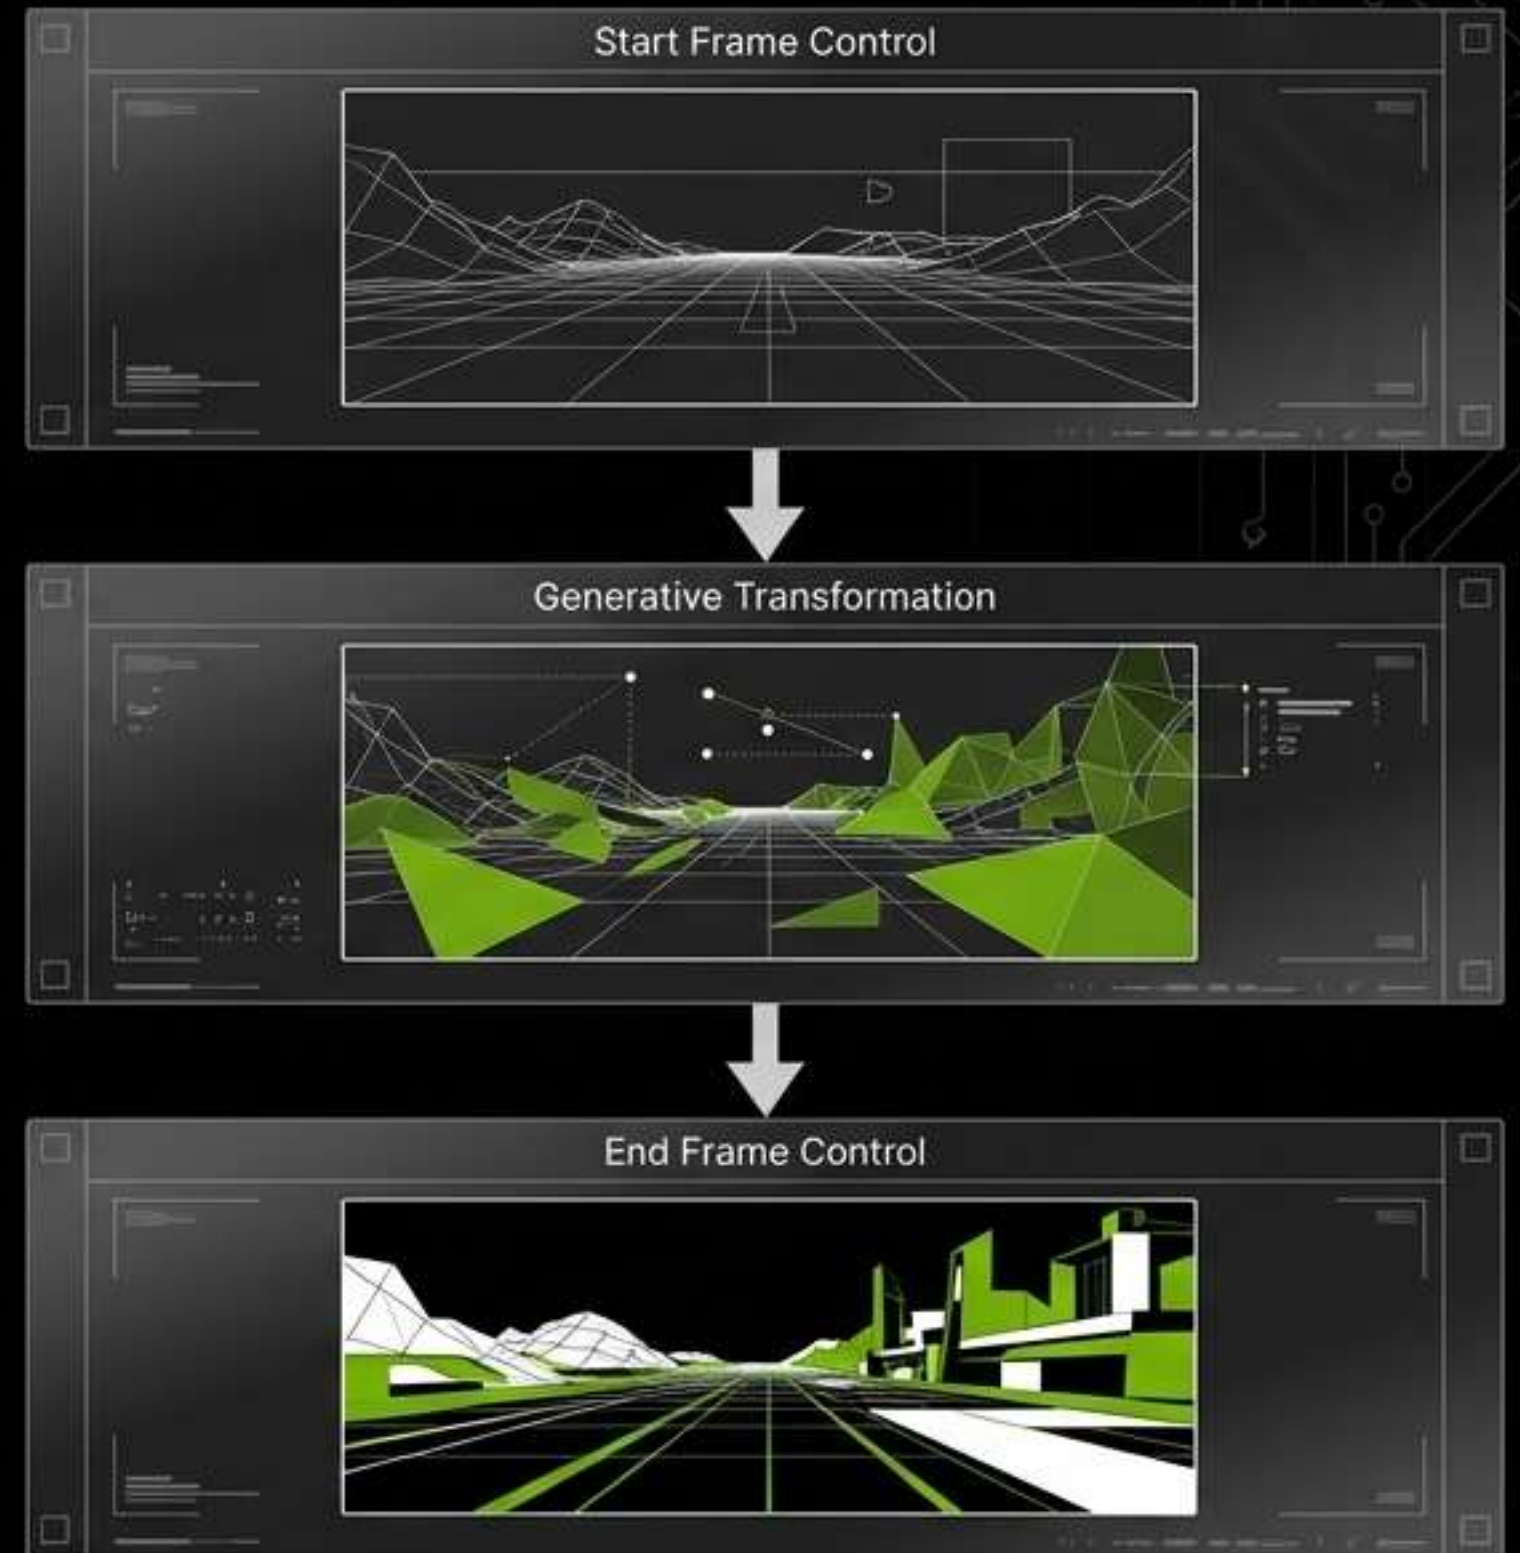 Start Frame Control
Generative Transformation
End Frame Control